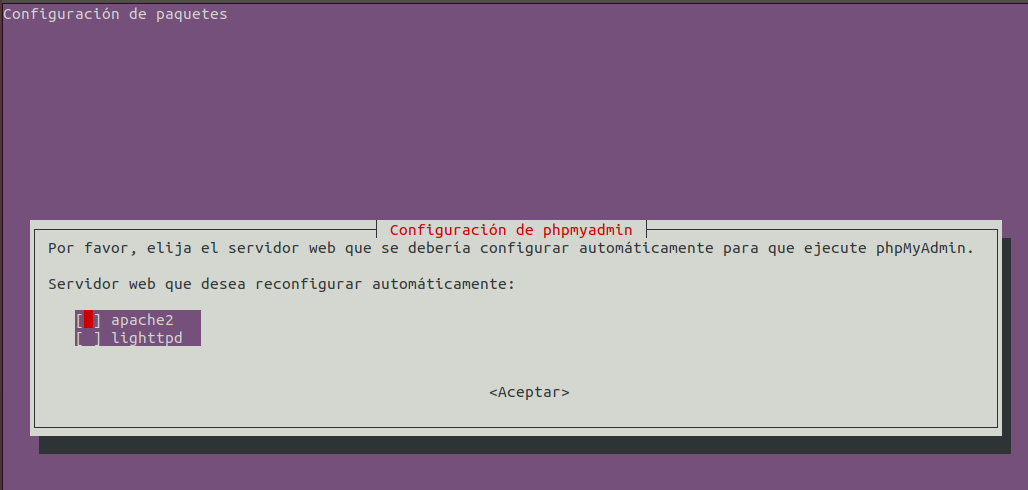 Configuración de paquetes
Configuración de phpmyadmin
Por favor, elija el servidor web que se debería configurar automáticamente para que ejecute phpMyAdmin.
Servidor web que desea reconfigurar automáticamente:
[ ] apache2
[ ] lighttpd
<Aceptar>